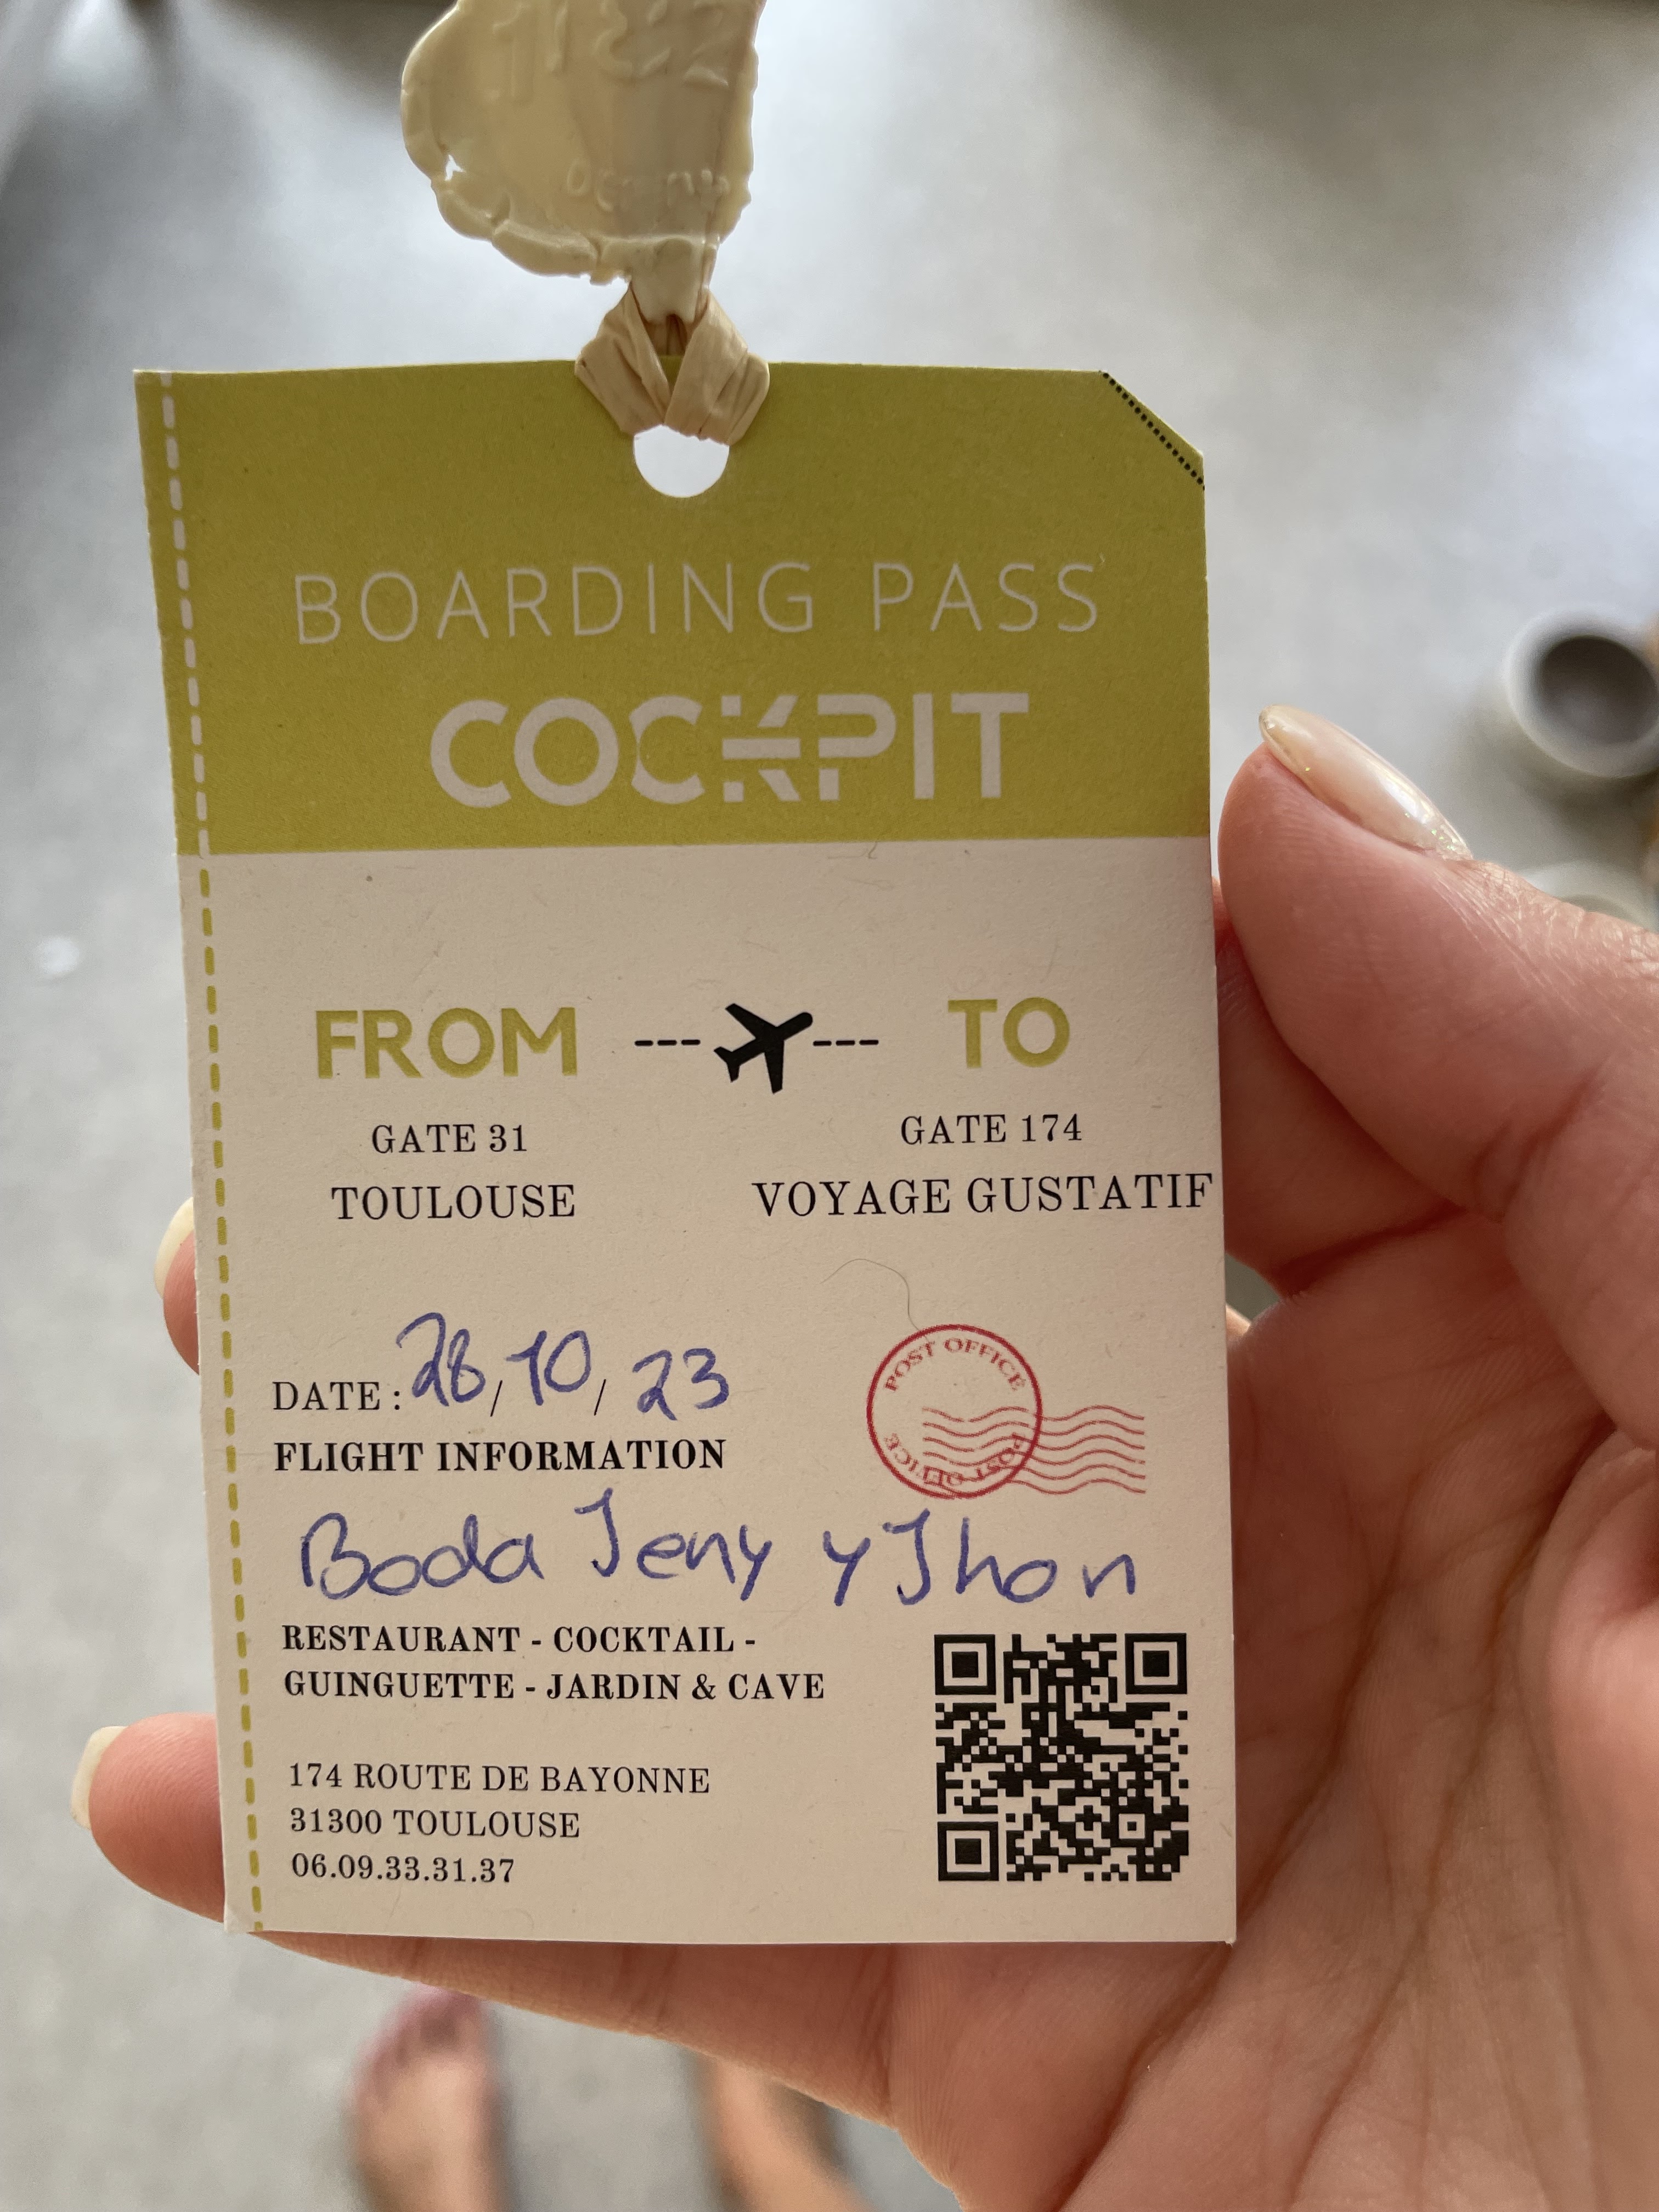 1132
BOARDING PASS
COCKPIT
FROM --- --- TO
GATE 31 GATE 174
TOULOUSE VOYAGE GUSTATIF
DATE : 28 / 10 / 23
POST OFFICE
POST OFFICE
FLIGHT INFORMATION
Boda Jeny y Jhon
RESTAURANT - COCKTAIL -
GUINGUETTE - JARDIN & CAVE
174 ROUTE DE BAYONNE
31300 TOULOUSE
06.09.33.31.37